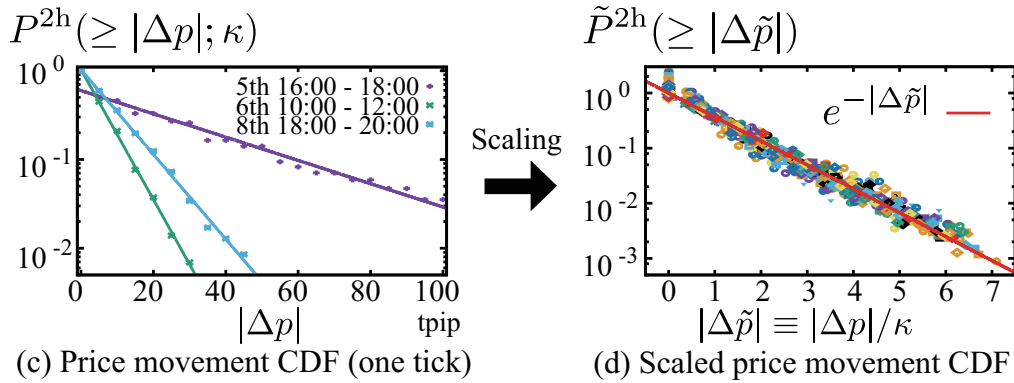 P^{2h}(≥ |Δp|; κ)
10^0
10^{-1}
10^{-2}
5th 16:00 - 18:00
6th 10:00 - 12:00
8th 18:00 - 20:00
0 20 40 60 80 100
|Δp|
tpip
(c) Price movement CDF (one tick)
Scaling
P̃^{2h}(≥ |Δp̃|)
10^0
10^{-1}
10^{-2}
10^{-3}
e^{-|Δp̃|}
0 1 2 3 4 5 6 7
|Δp̃| ≡ |Δp|/κ
(d) Scaled price movement CDF